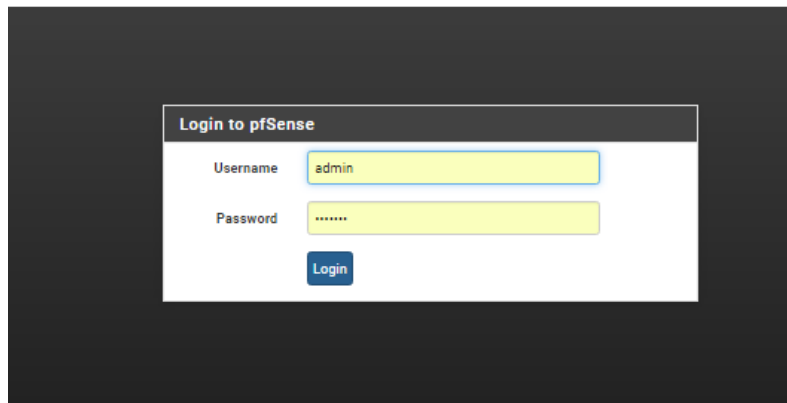 Login to pfSense
Username admin
Password •••••••
Login